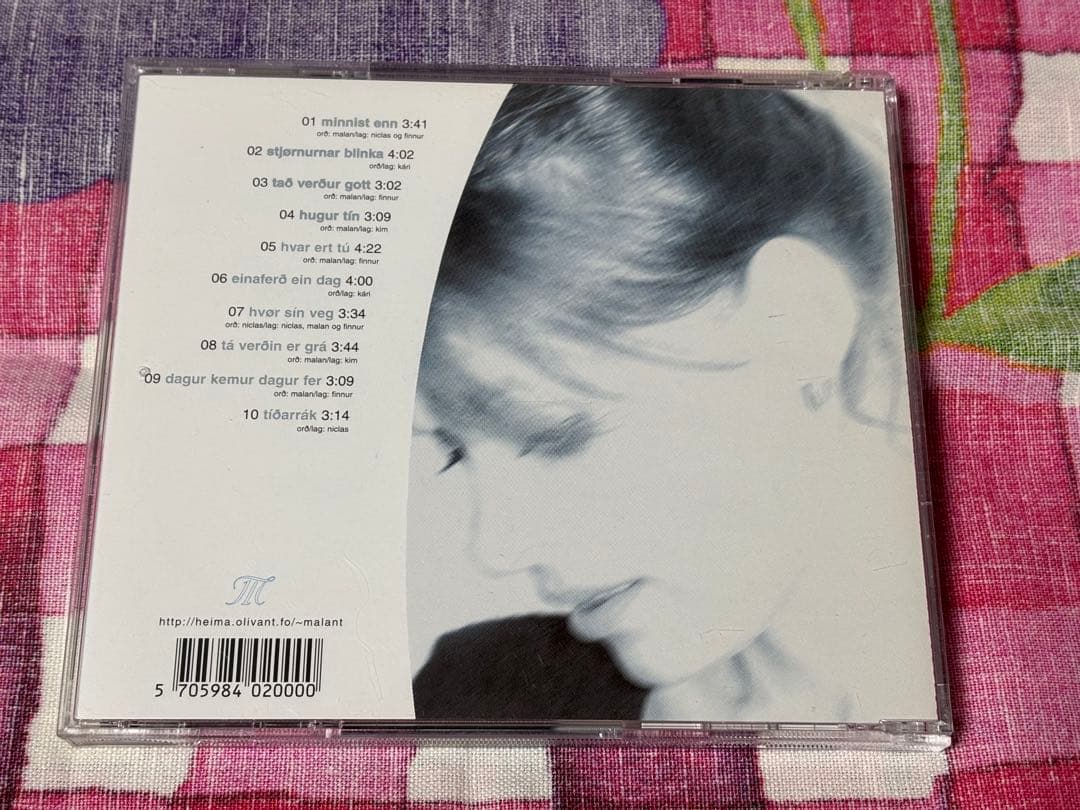 01 minnist enn 3:41
orð: malan/lag: niclas og finnur
02 stjørnurnar blinka 4:02
orð/lag: kári
03 tað verður gott 3:02
orð: malan/lag: finnur
04 hugur tín 3:09
orð: malan/lag: kim
05 hvar ert tú 4:22
orð: malan/lag: finnur
06 einaferð ein dag 4:00
orð/lag: kári
07 hvør sín veg 3:34
orð: niclas/lag: niclas, malan og finnur
08 tá verðin er grá 3:44
orð: malan/lag: kim
09 dagur kemur dagur fer 3:09
orð: malan/lag: finnur
10 tíðarrák 3:14
orð/lag: niclas
http://heima.olivant.fo/~malant
5 705984 020000